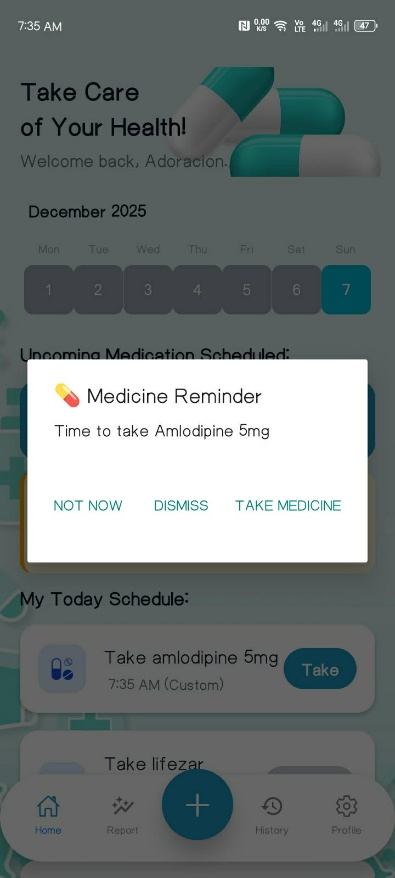 7:35 AM
0.00 K/S
Vo LTE
4G
4G
47
Take Care
of Your Health!
Welcome back, Adoracion.
December 2025
Mon Tue Wed Thu Fri Sat Sun
1 2 3 4 5 6 7
Upcoming Medication Scheduled:
Medicine Reminder
Time to take Amlodipine 5mg
NOT NOW DISMISS TAKE MEDICINE
My Today Schedule:
Take amlodipine 5mg
7:35 AM (Custom)
Take
Take lifezar
Home Report History Profile